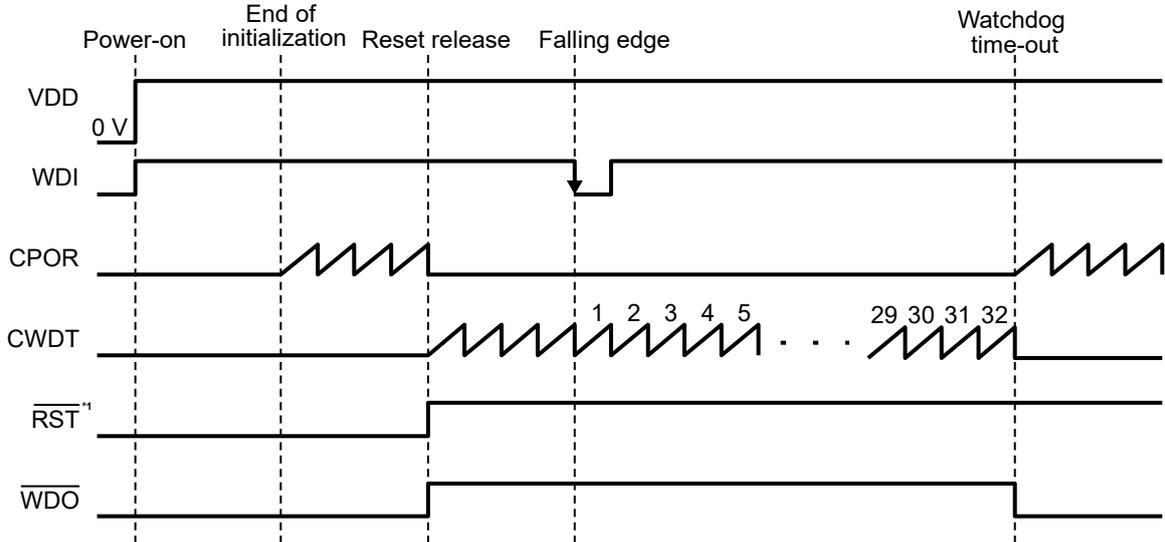 Power-on
End of
initialization
Reset release
Falling edge
Watchdog
time-out
VDD
0 V
WDI
CPOR
CWDT
1 2 3 4 5 . . . 29 30 31 32
RST *1
WDO